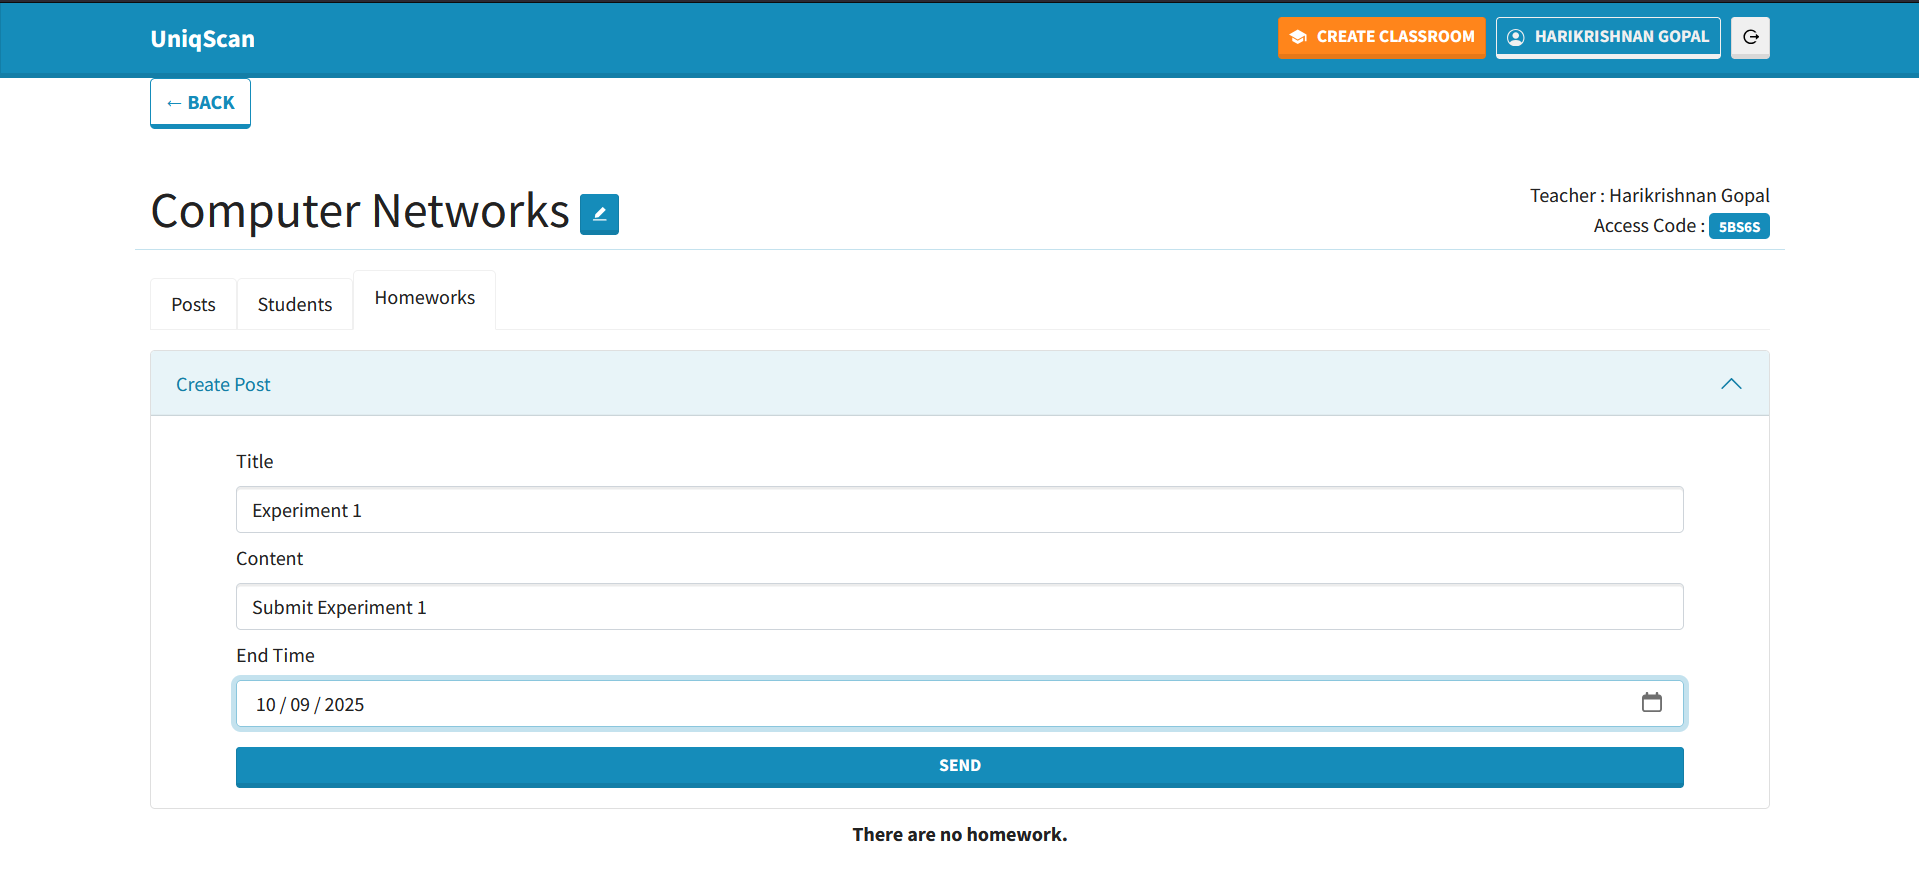 UniqScan
CREATE CLASSROOM
HARIKRISHNAN GOPAL
← BACK
Computer Networks
Teacher : Harikrishnan Gopal
Access Code : 5BS6S
Posts
Students
Homeworks
Create Post
Title
Experiment 1
Content
Submit Experiment 1
End Time
10 / 09 / 2025
SEND
There are no homework.